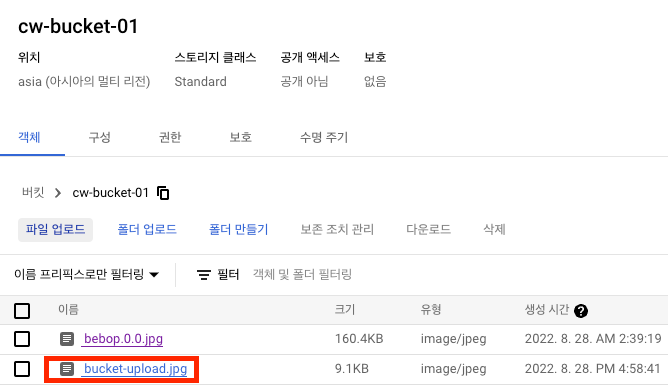 cw-bucket-01
위치 스토리지 클래스 공개 액세스 보호
asia (아시아의 멀티 리전) Standard 공개 아님 없음
객체 구성 권한 보호 수명 주기
버킷 > cw-bucket-01
파일 업로드 폴더 업로드 폴더 만들기 보존 조치 관리 다운로드 삭제
이름 프리픽스로만 필터링 필터 객체 및 폴더 필터링
이름 크기 유형 생성 시간 ?
bebop.0.0.jpg 160.4KB image/jpeg 2022. 8. 28. AM 2:39:19
bucket-upload.jpg 9.1KB image/jpeg 2022. 8. 28. PM 4:58:41